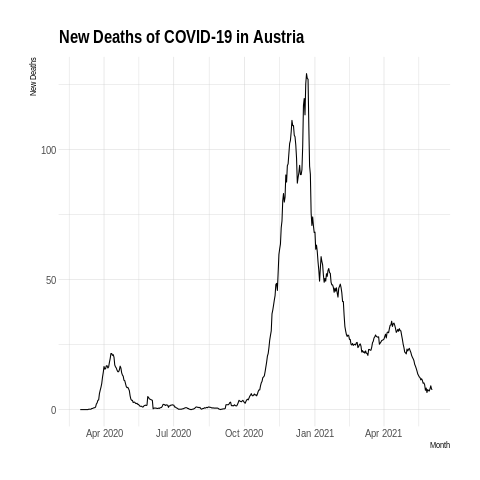 New Deaths of COVID-19 in Austria
New Deaths
100
50
0
Apr 2020 Jul 2020 Oct 2020 Jan 2021 Apr 2021
Month